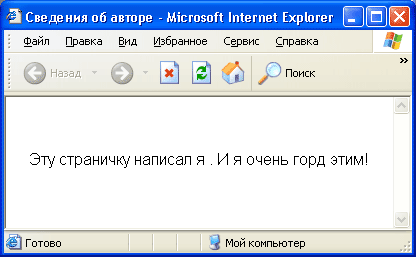 Сведения об авторе - Microsoft Internet Explorer
Файл Правка Вид Избранное Сервис Справка
Назад Поиск
Эту страничку написал я . И я очень горд этим!
Готово Мой компьютер